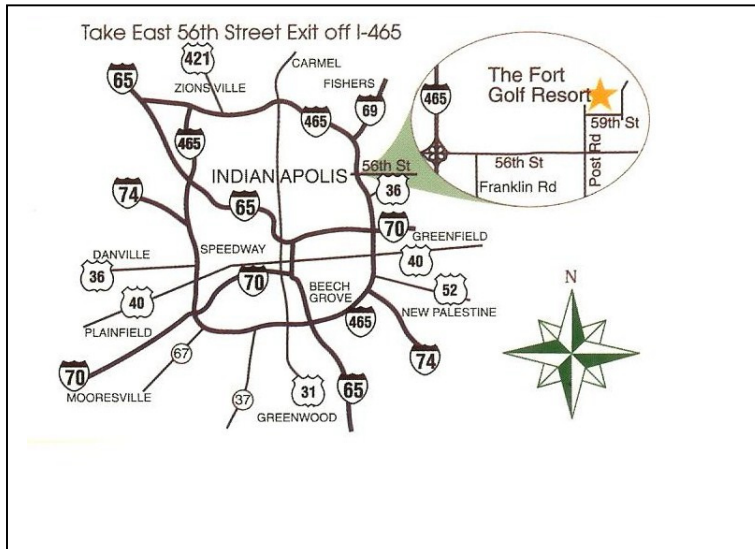 Take East 56th Street Exit off I-465
421
CARMEL
65
ZIONSVILLE
FISHERS
69
465
465
INDIANAPOLIS
56th St
36
74
65
70
GREENFIELD
DANVILLE
SPEEDWAY
40
36
70
BEECH
GROVE
52
40
NEW PALESTINE
PLAINFIELD
465
67
74
70
MOORESVILLE
31
65
37
GREENWOOD
The Fort
Golf Resort
465
59th St
56th St
Franklin Rd
Post Rd
N